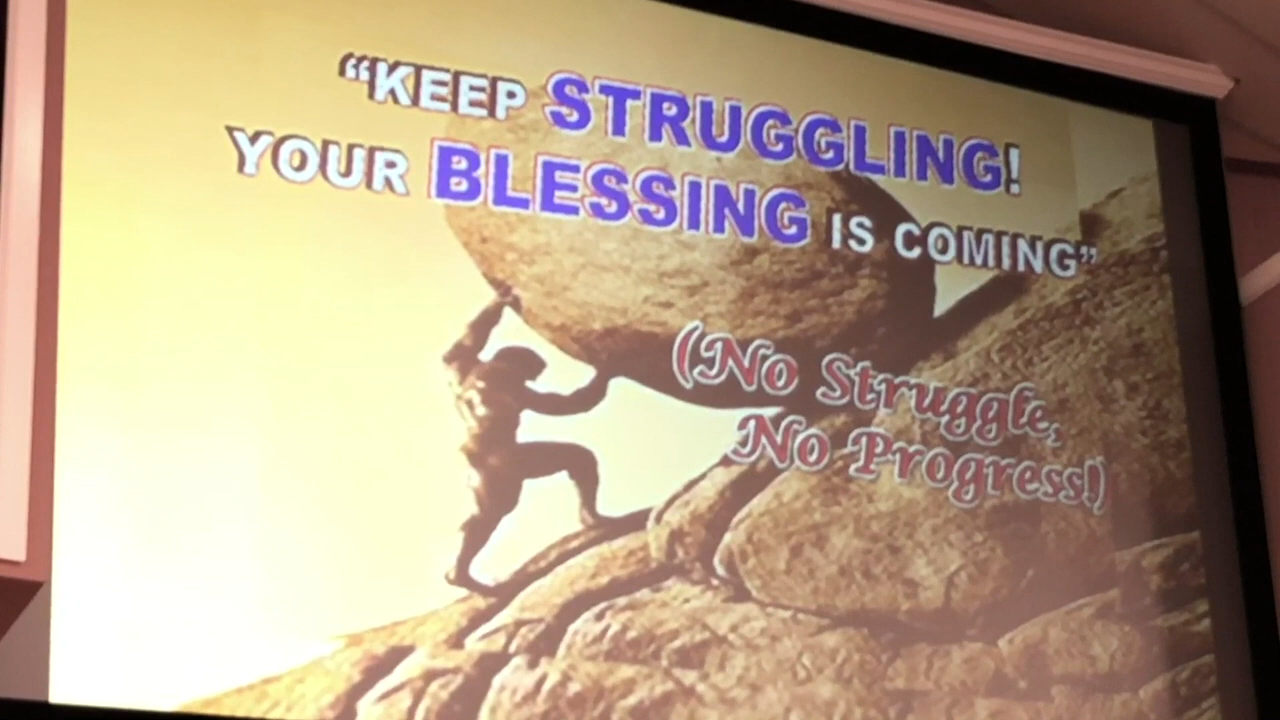 “KEEP STRUGGLING!
YOUR BLESSING IS COMING”
(No Struggle,
No Progress!)